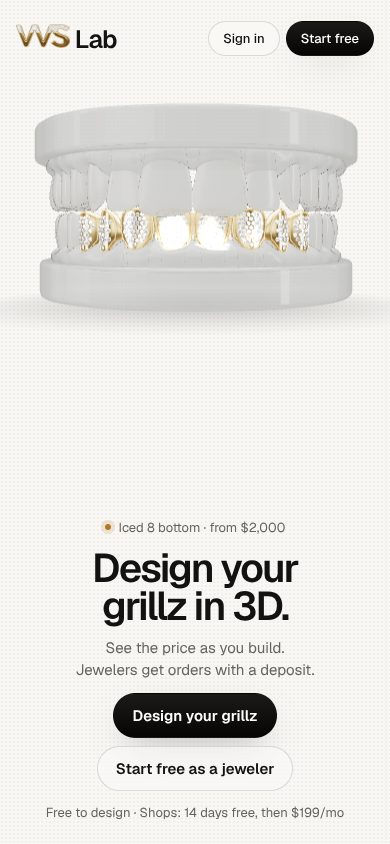 VVS Lab
Sign in
Start free
Iced 8 bottom · from $2,000
Design your
grillz in 3D.
See the price as you build.
Jewelers get orders with a deposit.
Design your grillz
Start free as a jeweler
Free to design · Shops: 14 days free, then $199/mo